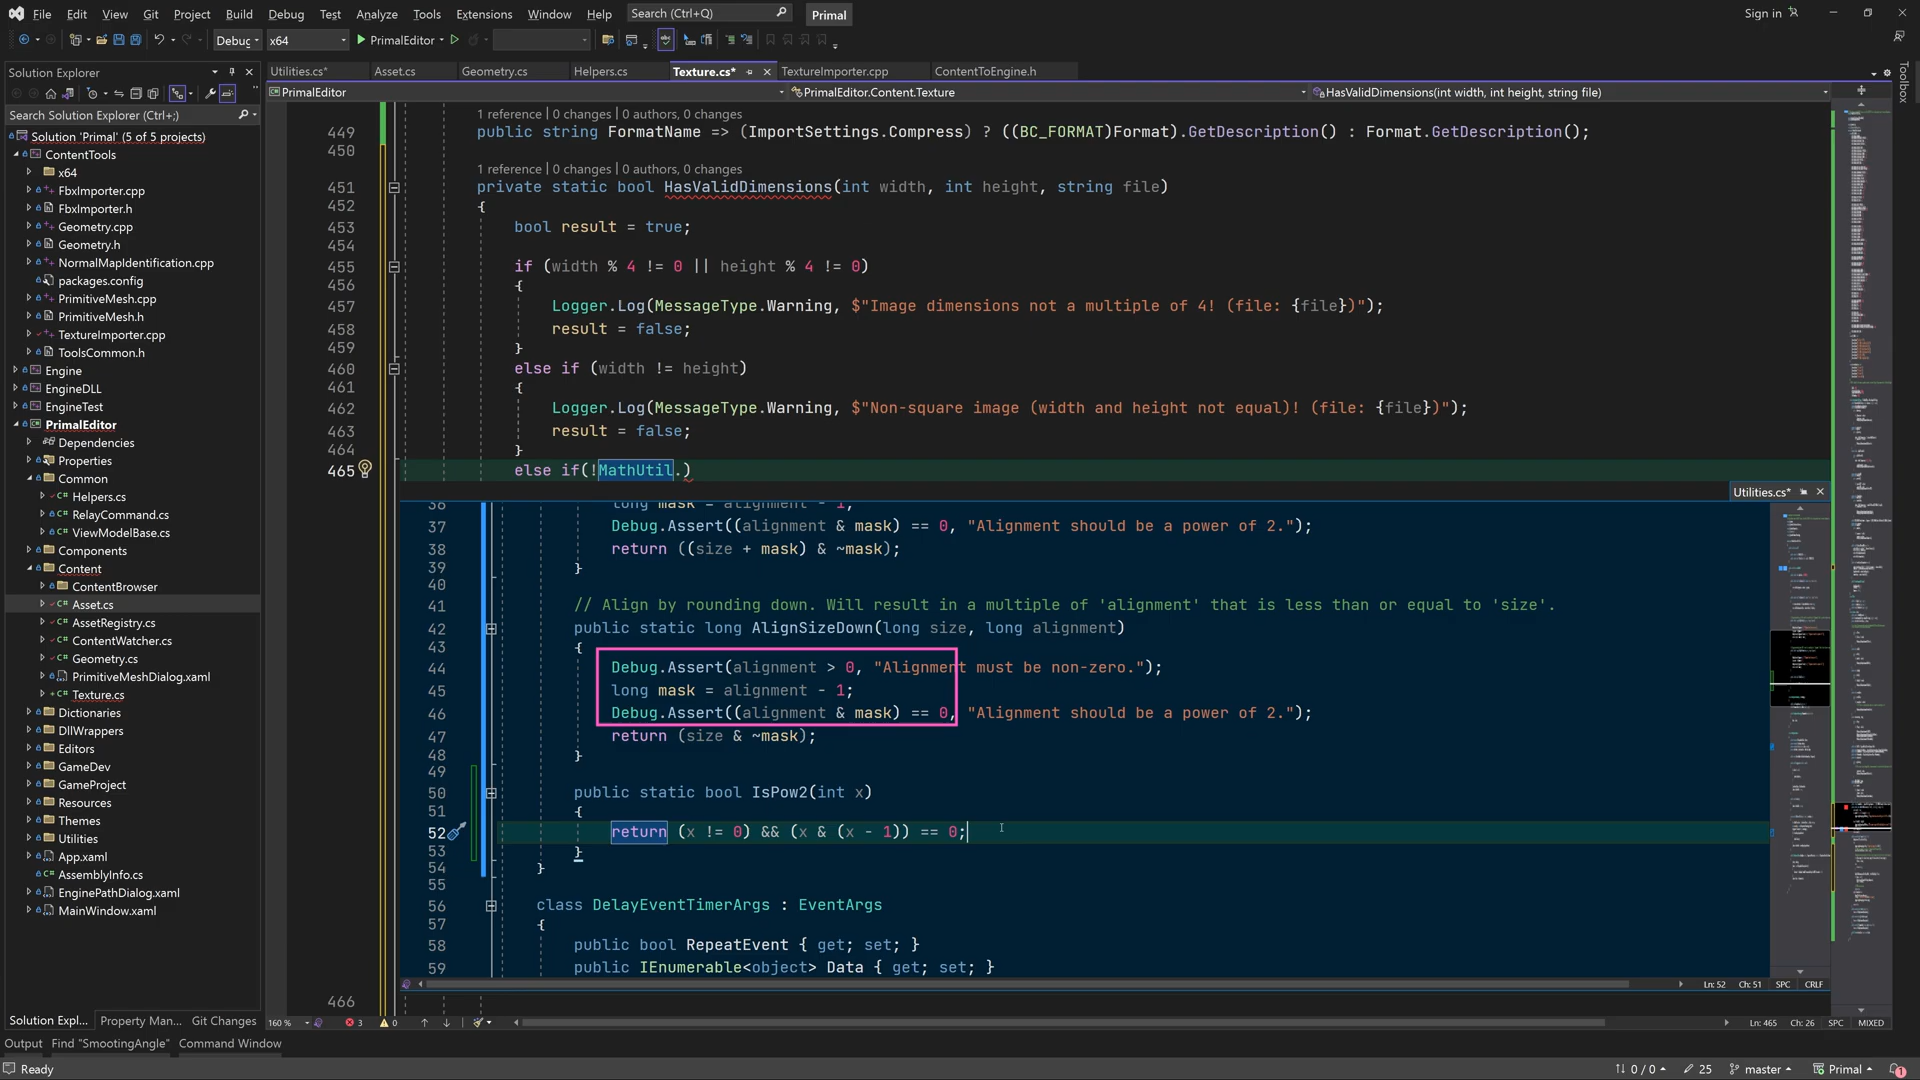 File Edit View Git Project Build Debug Test Analyze Tools Extensions Window Help Search (Ctrl+Q) Primal Sign in
Debug x64 PrimalEditor
Solution Explorer
Utilities.cs* Asset.cs Geometry.cs Helpers.cs Texture.cs* TextureImporter.cpp ContentToEngine.h
PrimalEditor PrimalEditor.Content.Texture HasValidDimensions(int width, int height, string file)
Toolbox
Search Solution Explorer (Ctrl+;)
Solution 'Primal' (5 of 5 projects)
ContentTools
x64
FbxImporter.cpp
FbxImporter.h
Geometry.cpp
Geometry.h
NormalMapIdentification.cpp
packages.config
PrimitiveMesh.cpp
PrimitiveMesh.h
TextureImporter.cpp
ToolsCommon.h
Engine
EngineDLL
EngineTest
PrimalEditor
Dependencies
Properties
Common
Helpers.cs
RelayCommand.cs
ViewModelBase.cs
Components
Content
ContentBrowser
Asset.cs
AssetRegistry.cs
ContentWatcher.cs
Geometry.cs
PrimitiveMeshDialog.xaml
Texture.cs
Dictionaries
DllWrappers
Editors
GameDev
GameProject
Resources
Themes
Utilities
App.xaml
AssemblyInfo.cs
EnginePathDialog.xaml
MainWindow.xaml
1 reference | 0 changes | 0 authors, 0 changes
449 public string FormatName => (ImportSettings.Compress) ? ((BC_FORMAT)Format).GetDescription() : Format.GetDescription();
450
1 reference | 0 changes | 0 authors, 0 changes
451 private static bool HasValidDimensions(int width, int height, string file)
452 {
453 bool result = true;
454
455 if (width % 4 != 0 || height % 4 != 0)
456 {
457 Logger.Log(MessageType.Warning, $"Image dimensions not a multiple of 4! (file: {file})");
458 result = false;
459 }
460 else if (width != height)
461 {
462 Logger.Log(MessageType.Warning, $"Non-square image (width and height not equal)! (file: {file})");
463 result = false;
464 }
465 else if(!MathUtil.)
Utilities.cs*
36 long mask = alignment - 1;
37 Debug.Assert((alignment & mask) == 0, "Alignment should be a power of 2.");
38 return ((size + mask) & ~mask);
39 }
40
41 // Align by rounding down. Will result in a multiple of 'alignment' that is less than or equal to 'size'.
42 public static long AlignSizeDown(long size, long alignment)
43 {
44 Debug.Assert(alignment > 0, "Alignment must be non-zero.");
45 long mask = alignment - 1;
46 Debug.Assert((alignment & mask) == 0, "Alignment should be a power of 2.");
47 return (size & ~mask);
48 }
49
50 public static bool IsPow2(int x)
51 {
52 return (x != 0) && (x & (x - 1)) == 0;
53 }
54 }
55
56 class DelayEventTimerArgs : EventArgs
57 {
58 public bool RepeatEvent { get; set; }
59 public IEnumerable<object> Data { get; set; }
Ln: 52 Ch: 51 SPC CRLF
466
Solution Expl... Property Man... Git Changes 160 % 3 0 Ln: 465 Ch: 26 SPC MIXED
Output Find "SmootingAngle" Command Window
Ready 0 / 0 25 master Primal 1